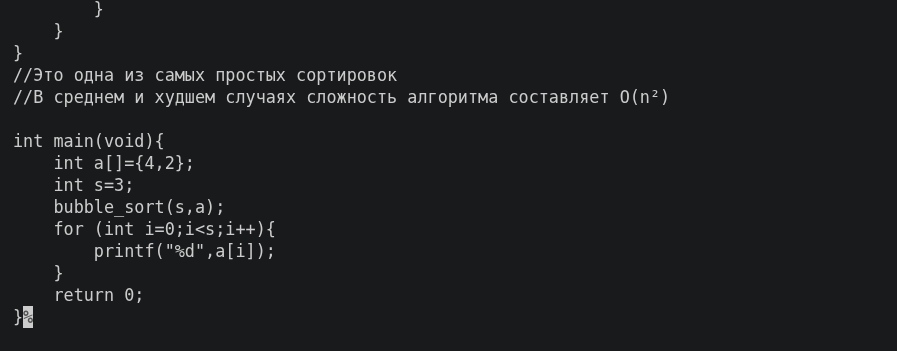 }
    }
}
//Это одна из самых простых сортировок
//В среднем и худшем случаях сложность алгоритма составляет O(n²)

int main(void){
    int a[]={4,2};
    int s=3;
    bubble_sort(s,a);
    for (int i=0;i<s;i++){
        printf("%d",a[i]);
    }
    return 0;
}%